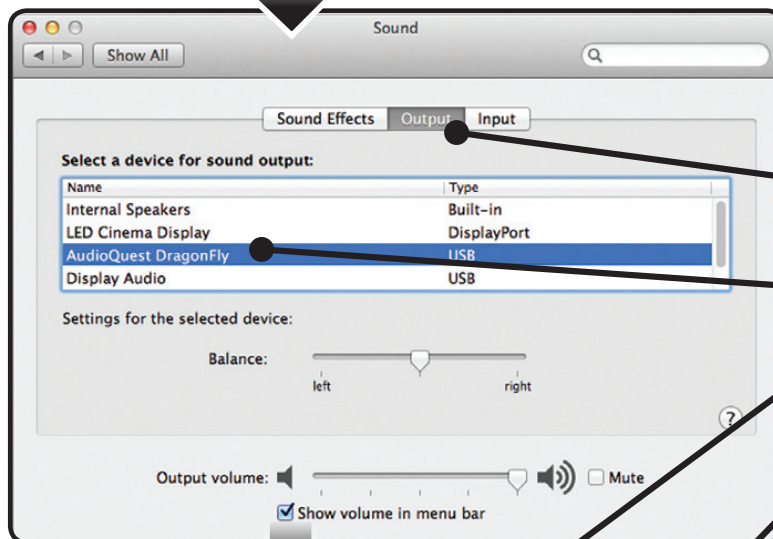 Sound
Show All
Sound Effects Output Input
Select a device for sound output:
Name Type
Internal Speakers Built-in
LED Cinema Display DisplayPort
AudioQuest DragonFly USB
Display Audio USB
Settings for the selected device:
Balance:
left right
?
Output volume: Mute
Show volume in menu bar